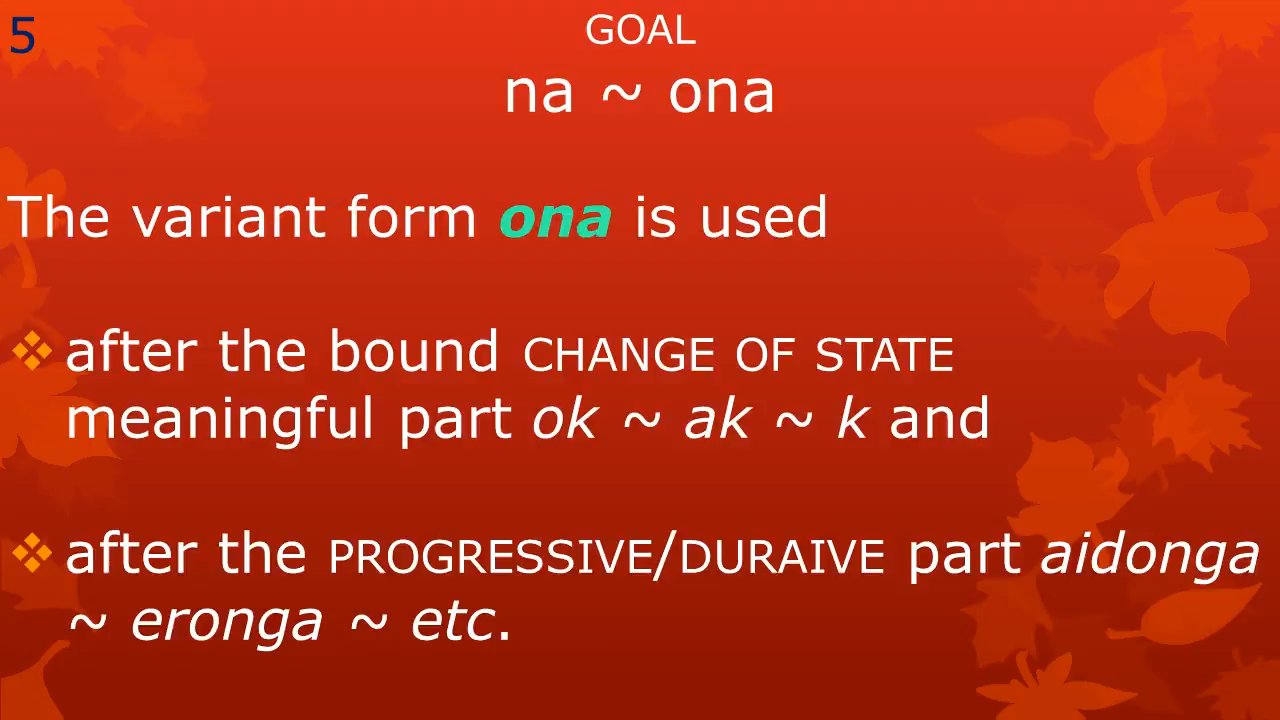 5
GOAL
na ~ ona
The variant form ona is used
❖ after the bound CHANGE OF STATE
meaningful part ok ~ ak ~ k and
❖ after the PROGRESSIVE/DURAIVE part aidonga
~ eronga ~ etc.